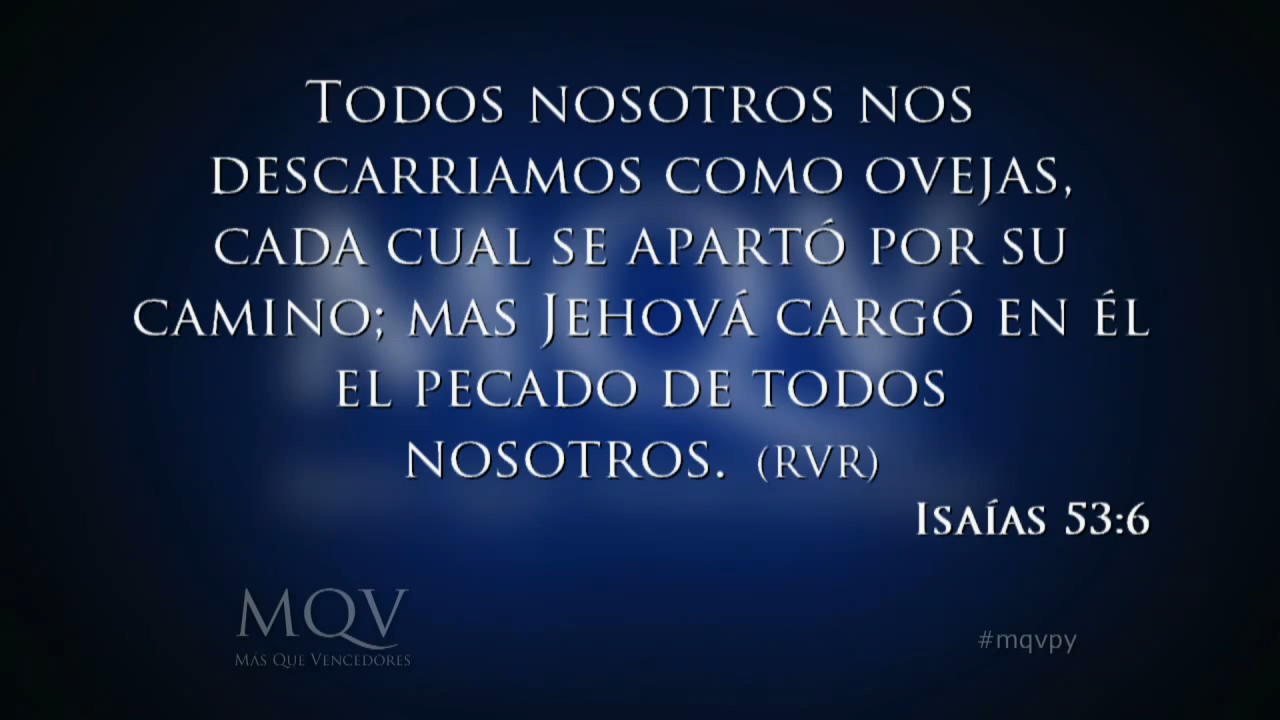 Todos nosotros nos
descarriamos como ovejas,
cada cual se apartó por su
camino; mas Jehová cargó en él
el pecado de todos
nosotros. (RVR)
Isaías 53:6
MQV
Más Que Vencedores
#mqvpy